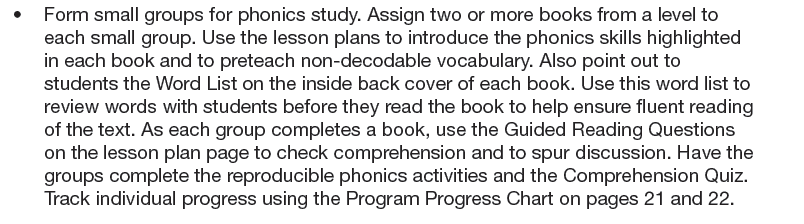 • Form small groups for phonics study. Assign two or more books from a level to
each small group. Use the lesson plans to introduce the phonics skills highlighted
in each book and to preteach non-decodable vocabulary. Also point out to
students the Word List on the inside back cover of each book. Use this word list to
review words with students before they read the book to help ensure fluent reading
of the text. As each group completes a book, use the Guided Reading Questions
on the lesson plan page to check comprehension and to spur discussion. Have the
groups complete the reproducible phonics activities and the Comprehension Quiz.
Track individual progress using the Program Progress Chart on pages 21 and 22.